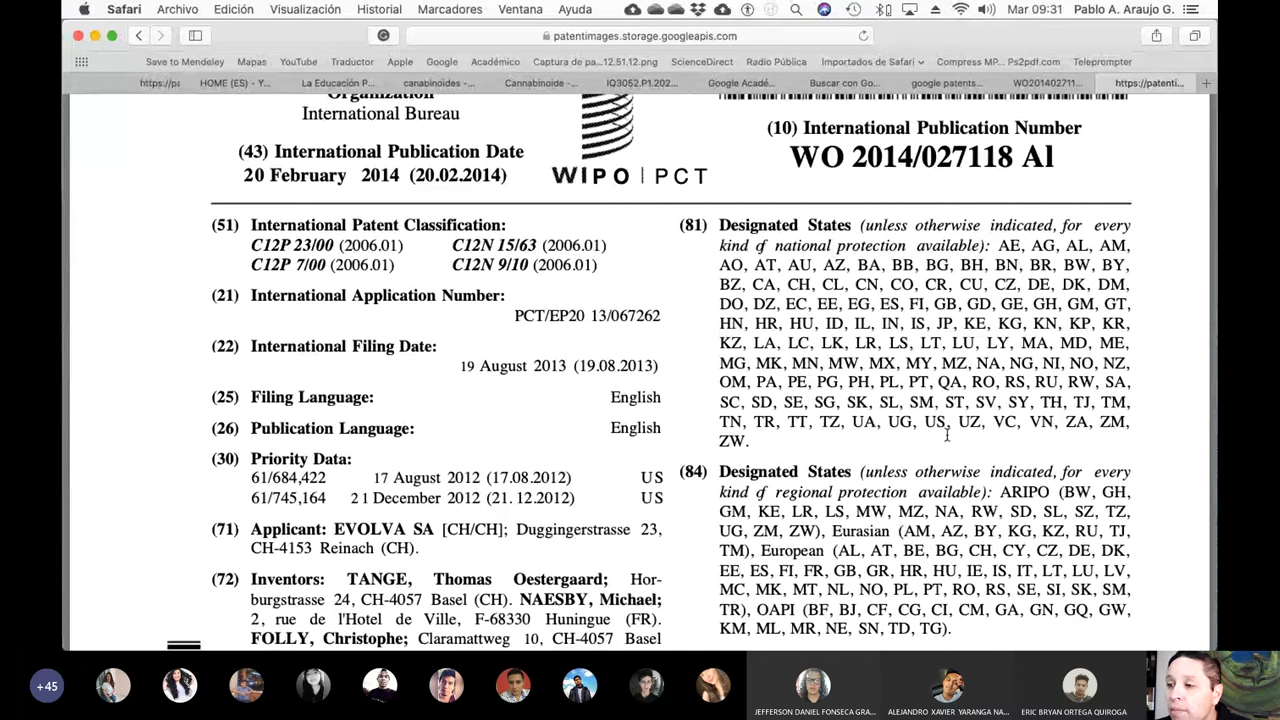 Safari Archivo Edición Visualización Historial Marcadores Ventana Ayuda Mar 09:31 Pablo A. Araujo G.
patentimages.storage.googleapis.com
Save to Mendeley Mapas YouTube Traductor Apple Google Académico Captura de pa...12.51.12.png ScienceDirect Radio Pública Importados de Safari Compress MP... Ps2pdf.com Teleprompter
https://pa HOME (ES) - Y... La Educación P... canabinoides -... Cannabinoide -... IQ3052.P1.202... Google Acadé... Buscar con Go... google patents... WO201402711... https://patenti...
Organization
International Bureau
(43) International Publication Date
20 February 2014 (20.02.2014)
WIPO | PCT
(10) International Publication Number
WO 2014/027118 Al
(51) International Patent Classification:
C12P 23/00 (2006.01) C12N 15/63 (2006.01)
C12P 7/00 (2006.01) C12N 9/10 (2006.01)
(21) International Application Number:
PCT/EP20 13/067262
(22) International Filing Date:
19 August 2013 (19.08.2013)
(25) Filing Language: English
(26) Publication Language: English
(30) Priority Data:
61/684,422 17 August 2012 (17.08.2012) US
61/745,164 2 1 December 2012 (21.12.2012) US
(71) Applicant: EVOLVA SA [CH/CH]; Duggingerstrasse 23,
CH-4153 Reinach (CH).
(72) Inventors: TANGE, Thomas Oestergaard; Hor-
burgstrasse 24, CH-4057 Basel (CH). NAESBY, Michael;
2, rue de l'Hotel de Ville, F-68330 Huningue (FR).
FOLLY, Christophe; Claramattweg 10, CH-4057 Basel
(81) Designated States (unless otherwise indicated, for every
kind of national protection available): AE, AG, AL, AM,
AO, AT, AU, AZ, BA, BB, BG, BH, BN, BR, BW, BY,
BZ, CA, CH, CL, CN, CO, CR, CU, CZ, DE, DK, DM,
DO, DZ, EC, EE, EG, ES, FI, GB, GD, GE, GH, GM, GT,
HN, HR, HU, ID, IL, IN, IS, JP, KE, KG, KN, KP, KR,
KZ, LA, LC, LK, LR, LS, LT, LU, LY, MA, MD, ME,
MG, MK, MN, MW, MX, MY, MZ, NA, NG, NI, NO, NZ,
OM, PA, PE, PG, PH, PL, PT, QA, RO, RS, RU, RW, SA,
SC, SD, SE, SG, SK, SL, SM, ST, SV, SY, TH, TJ, TM,
TN, TR, TT, TZ, UA, UG, US, UZ, VC, VN, ZA, ZM,
ZW.
(84) Designated States (unless otherwise indicated, for every
kind of regional protection available): ARIPO (BW, GH,
GM, KE, LR, LS, MW, MZ, NA, RW, SD, SL, SZ, TZ,
UG, ZM, ZW), Eurasian (AM, AZ, BY, KG, KZ, RU, TJ,
TM), European (AL, AT, BE, BG, CH, CY, CZ, DE, DK,
EE, ES, FI, FR, GB, GR, HR, HU, IE, IS, IT, LT, LU, LV,
MC, MK, MT, NL, NO, PL, PT, RO, RS, SE, SI, SK, SM,
TR), OAPI (BF, BJ, CF, CG, CI, CM, GA, GN, GQ, GW,
KM, ML, MR, NE, SN, TD, TG).
+45
JEFFERSON DANIEL FONSECA GRA... ALEJANDRO XAVIER YARANGA NA... ERIC BRYAN ORTEGA QUIROGA